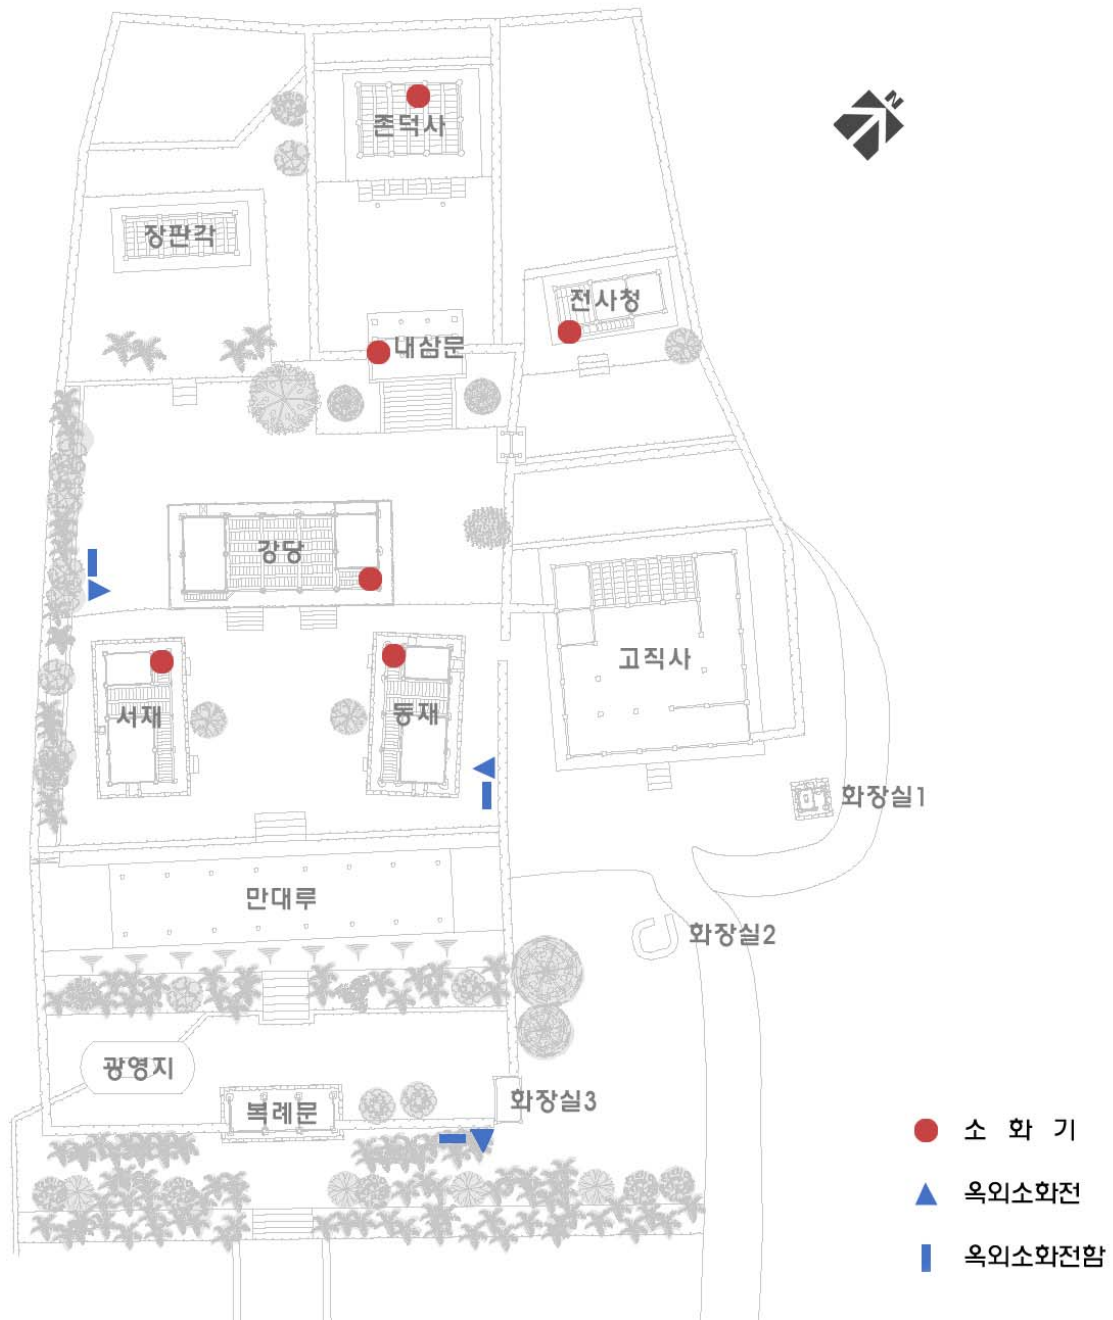 존덕사
N
장판각
전사청
내삼문
강당
고직사
서재
동재
화장실1
만대루
화장실2
광영지
복례문
화장실3
소 화 기
옥외소화전
옥외소화전함